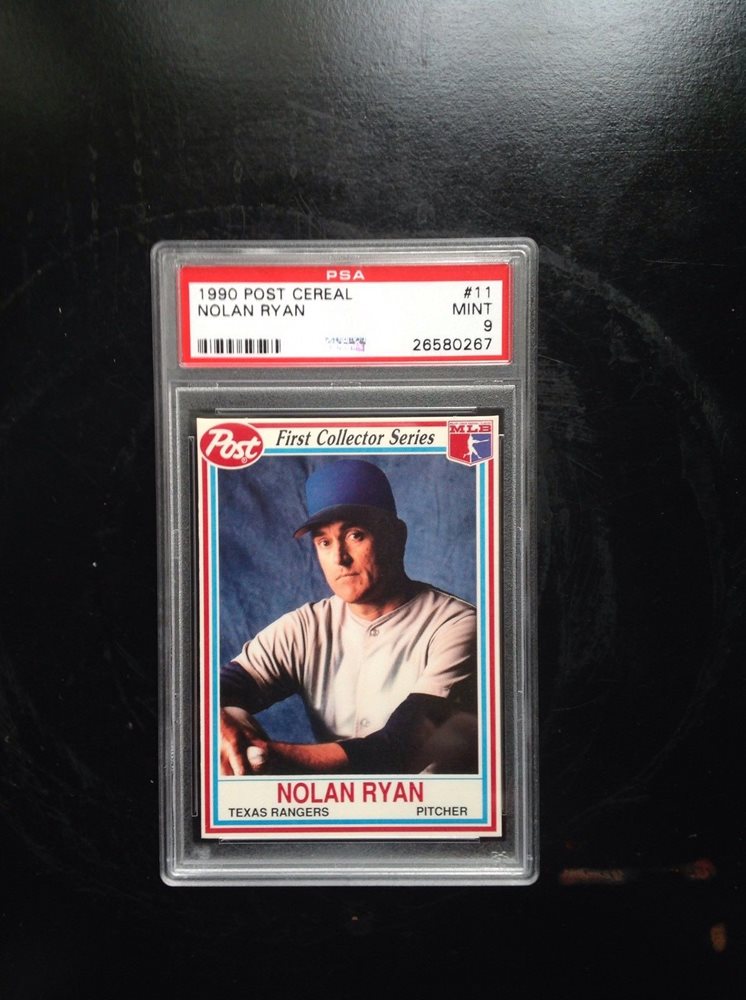 PSA
1990 POST CEREAL #11
NOLAN RYAN MINT
9
26580267
Post® First Collector Series MLB
NOLAN RYAN
TEXAS RANGERS PITCHER